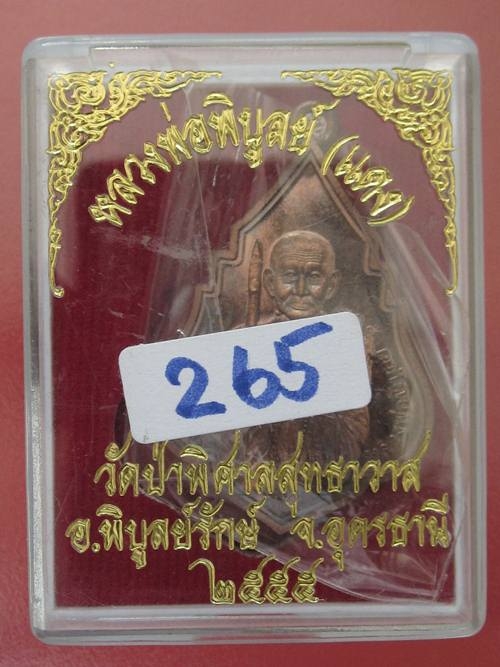 หลวงพ่อพิบูลย์ (แดง)
265
วัดป่าพิศาลสุทธาวาส
อ.พิบูลย์รักษ์ จ.อุดรธานี
๒๕๕๕